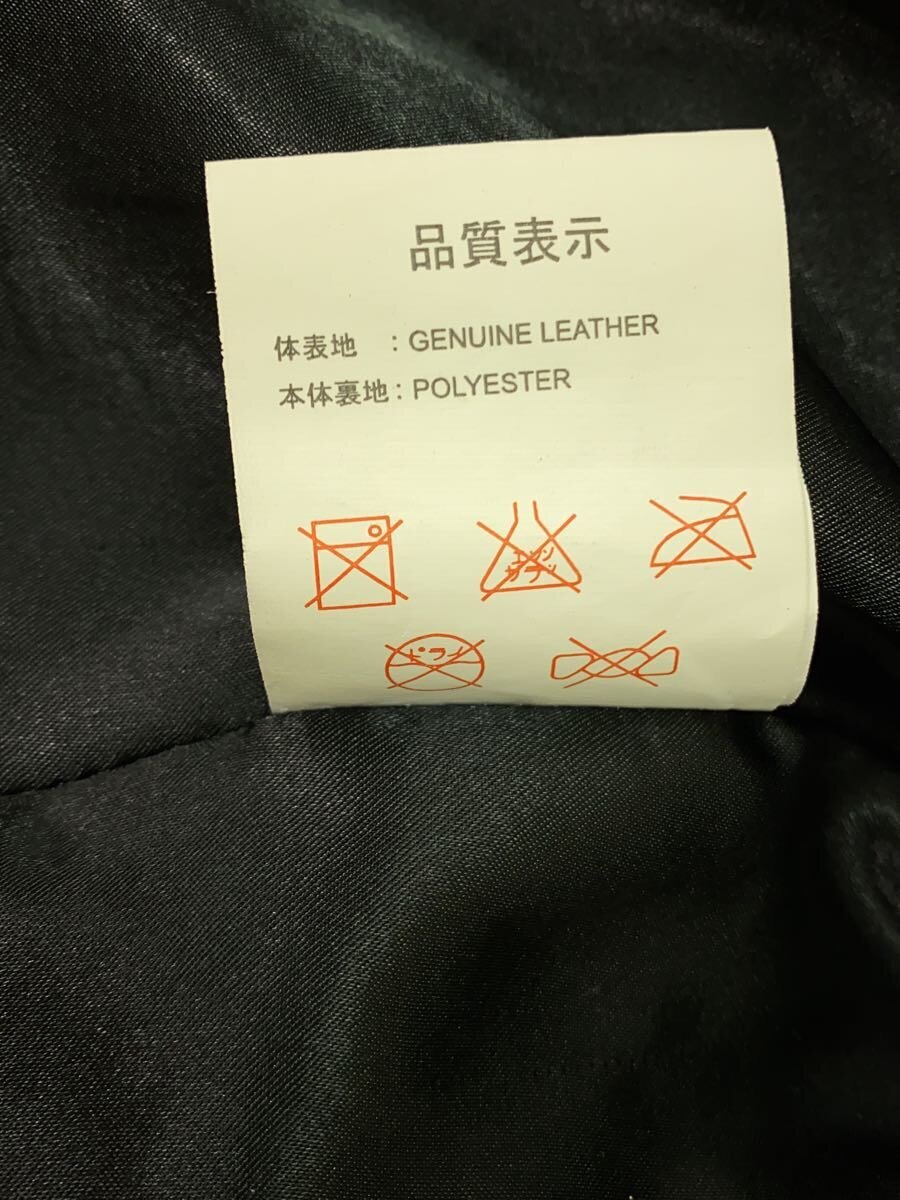 品質表示
体表地 : GENUINE LEATHER
本体裏地 : POLYESTER
エンソ
サラシ
ドライ